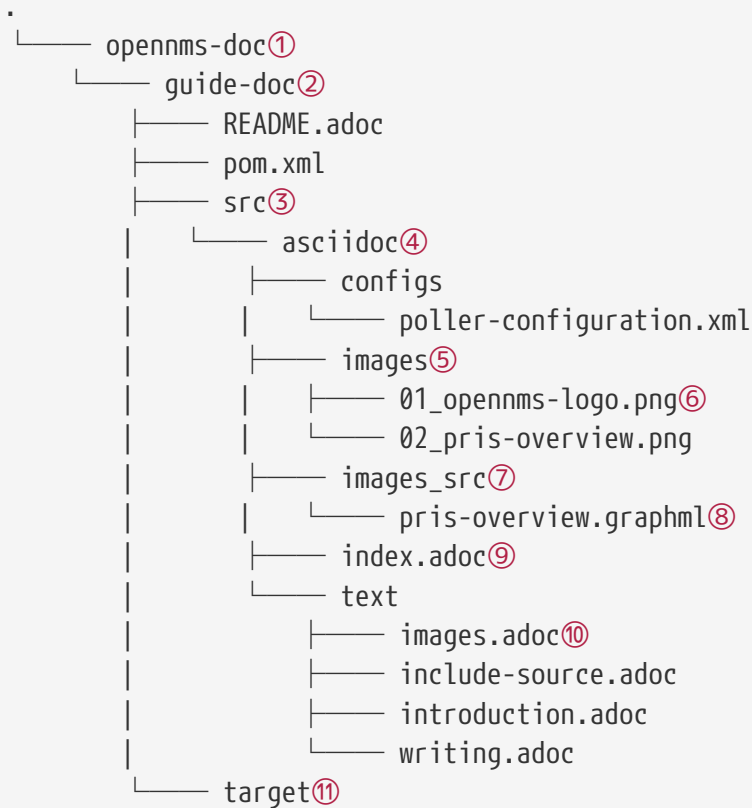 .
└── opennms-doc①
    └── guide-doc②
        ├── README.adoc
        ├── pom.xml
        ├── src③
        |   └── asciidoc④
        |       ├── configs
        |       |   └── poller-configuration.xml
        |       ├── images⑤
        |       |   ├── 01_opennms-logo.png⑥
        |       |   └── 02_pris-overview.png
        |       ├── images_src⑦
        |       |   └── pris-overview.graphml⑧
        |       ├── index.adoc⑨
        |       └── text
        |           ├── images.adoc⑩
        |           ├── include-source.adoc
        |           ├── introduction.adoc
        |           └── writing.adoc
        └── target⑪